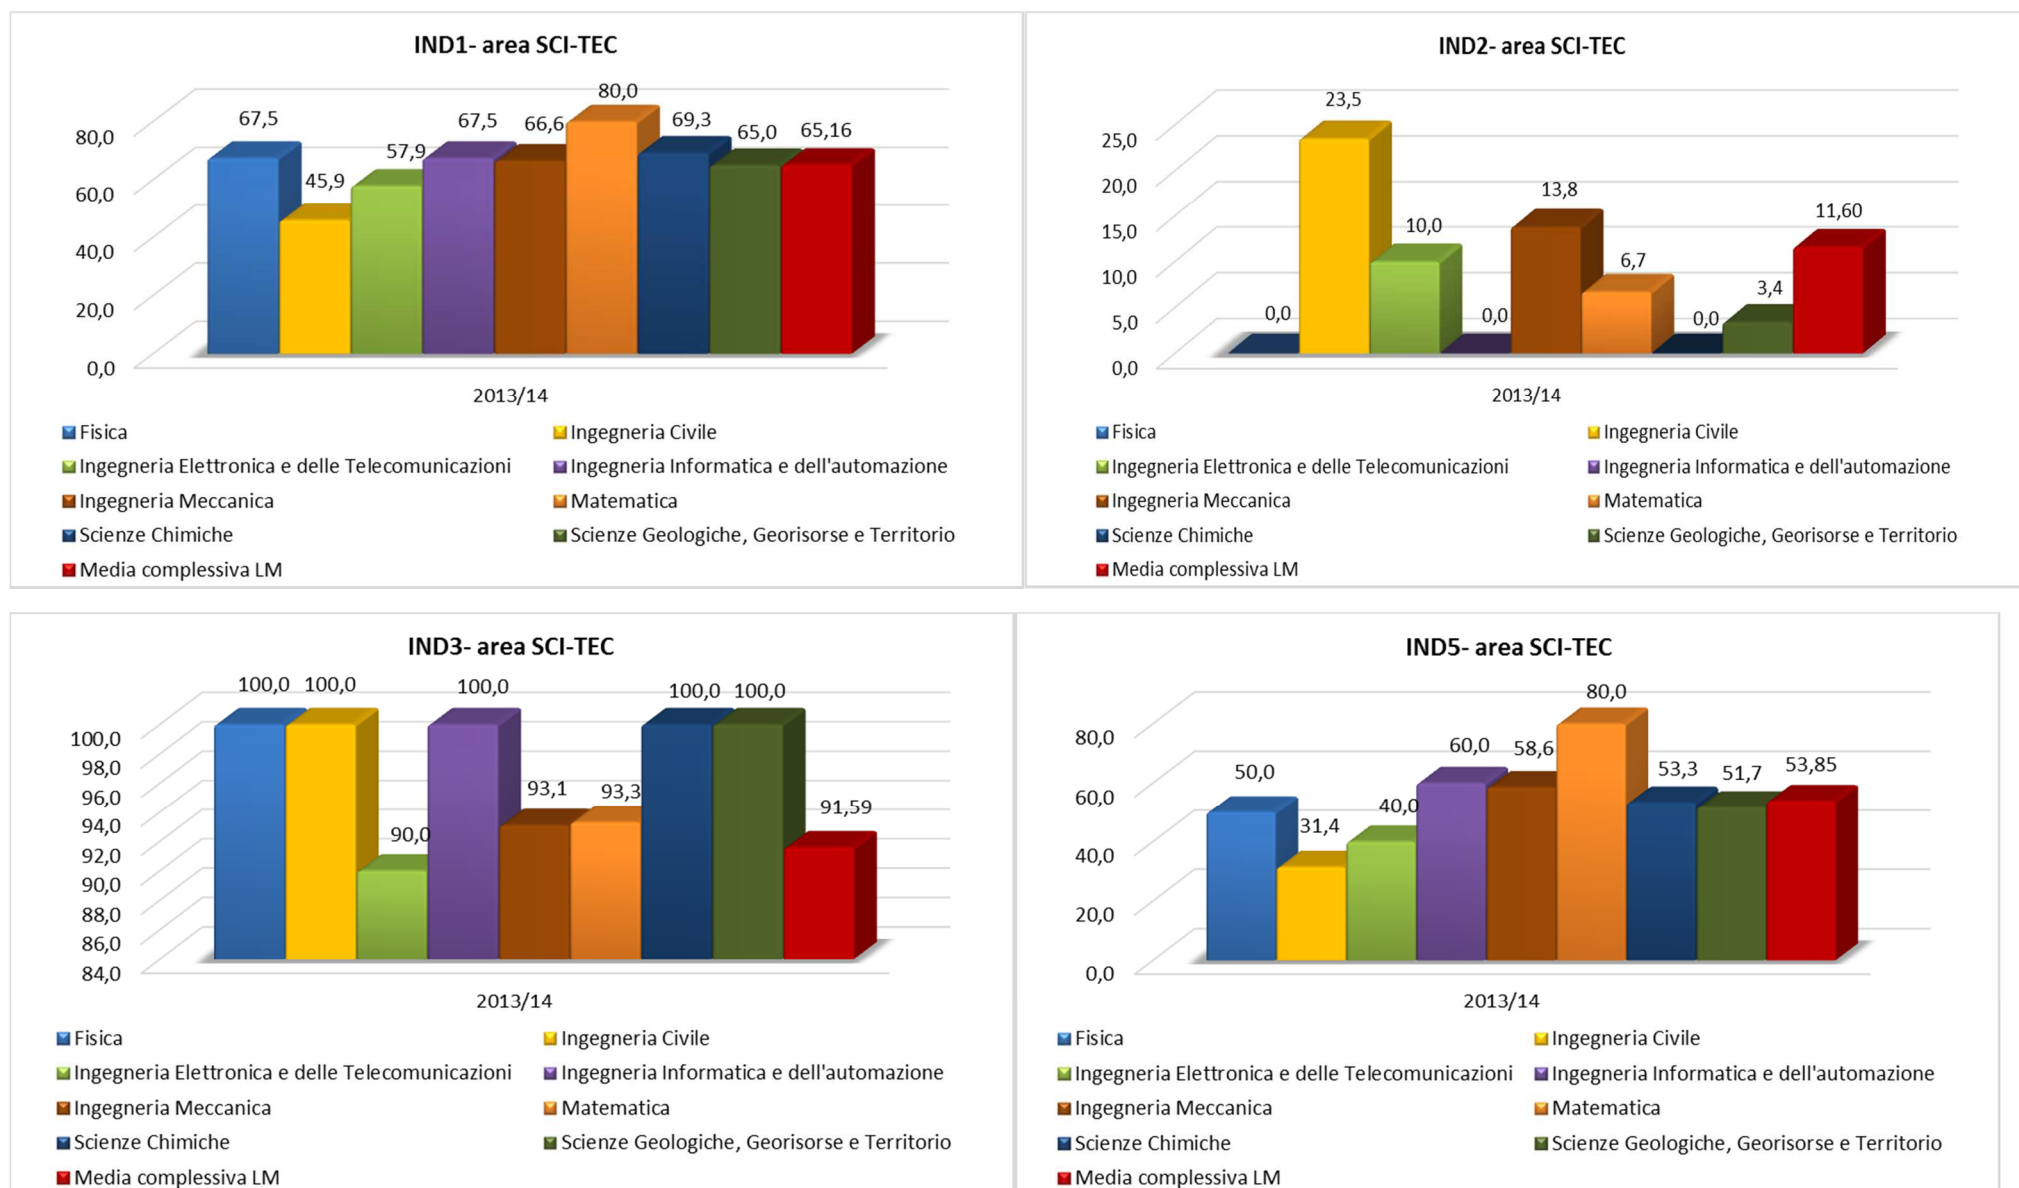 IND1- area SCI-TEC
67,5
45,9
57,9
67,5
66,6
80,0
69,3
65,0
65,16
80,0
60,0
40,0
20,0
0,0
2013/14
Fisica
Ingegneria Civile
Ingegneria Elettronica e delle Telecomunicazioni
Ingegneria Informatica e dell'automazione
Ingegneria Meccanica
Matematica
Scienze Chimiche
Scienze Geologiche, Georisorse e Territorio
Media complessiva LM
IND2- area SCI-TEC
0,0
23,5
10,0
0,0
13,8
6,7
0,0
3,4
11,60
25,0
20,0
15,0
10,0
5,0
0,0
2013/14
Fisica
Ingegneria Civile
Ingegneria Elettronica e delle Telecomunicazioni
Ingegneria Informatica e dell'automazione
Ingegneria Meccanica
Matematica
Scienze Chimiche
Scienze Geologiche, Georisorse e Territorio
Media complessiva LM
IND3- area SCI-TEC
100,0
100,0
90,0
100,0
93,1
93,3
100,0
100,0
91,59
100,0
98,0
96,0
94,0
92,0
90,0
88,0
86,0
84,0
2013/14
Fisica
Ingegneria Civile
Ingegneria Elettronica e delle Telecomunicazioni
Ingegneria Informatica e dell'automazione
Ingegneria Meccanica
Matematica
Scienze Chimiche
Scienze Geologiche, Georisorse e Territorio
Media complessiva LM
IND5- area SCI-TEC
50,0
31,4
40,0
60,0
58,6
80,0
53,3
51,7
53,85
80,0
60,0
40,0
20,0
0,0
2013/14
Fisica
Ingegneria Civile
Ingegneria Elettronica e delle Telecomunicazioni
Ingegneria Informatica e dell'automazione
Ingegneria Meccanica
Matematica
Scienze Chimiche
Scienze Geologiche, Georisorse e Territorio
Media complessiva LM